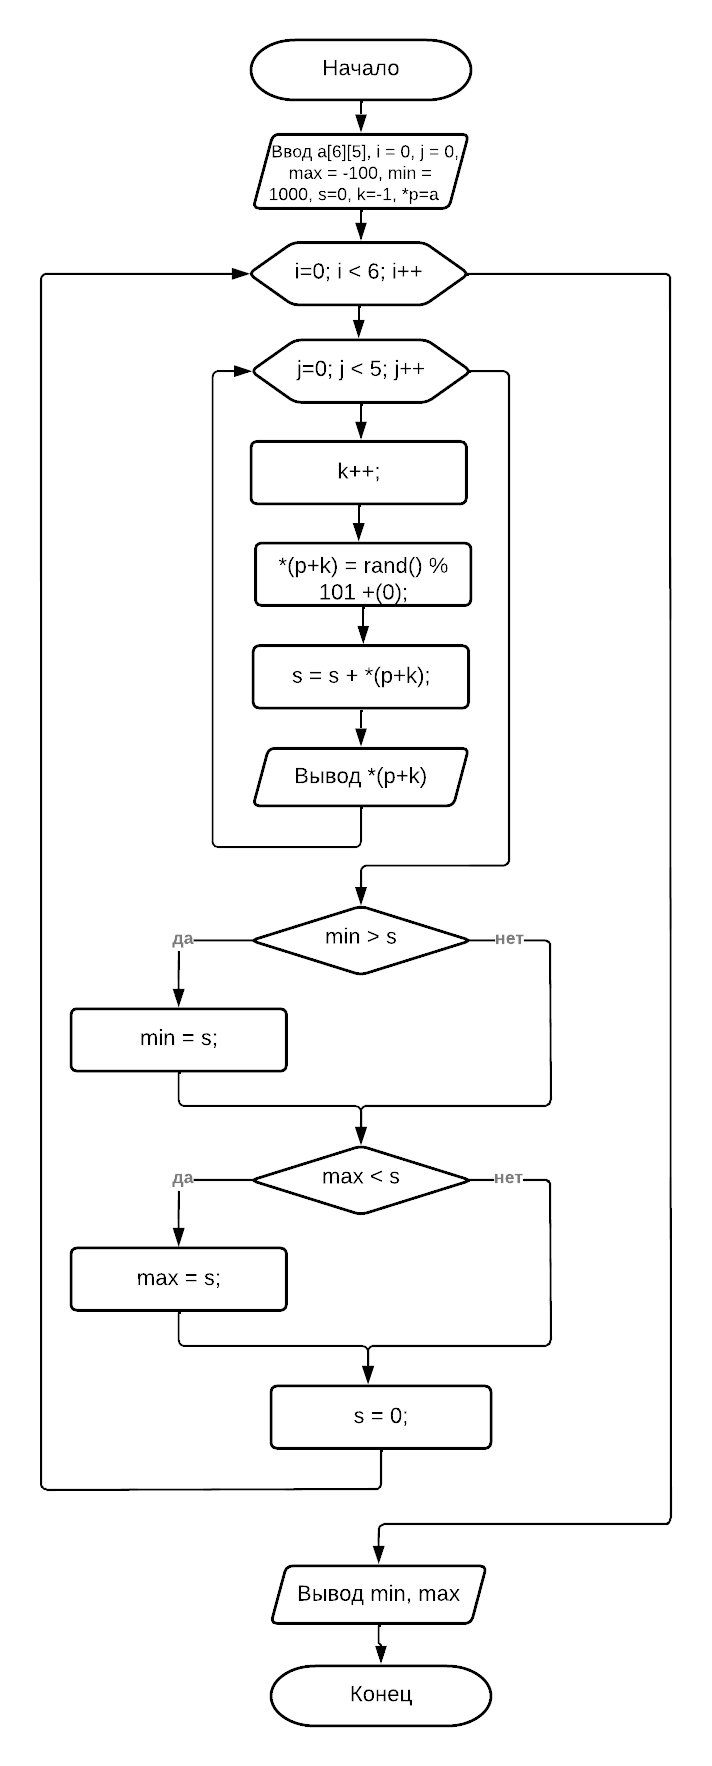 Начало
Ввод a[6][5], i = 0, j = 0,
max = -100, min =
1000, s=0, k=-1, *p=a
i=0; i < 6; i++
j=0; j < 5; j++
k++;
*(p+k) = rand() %
101 +(0);
s = s + *(p+k);
Вывод *(p+k)
min > s
да
нет
min = s;
max < s
да
нет
max = s;
s = 0;
Вывод min, max
Конец